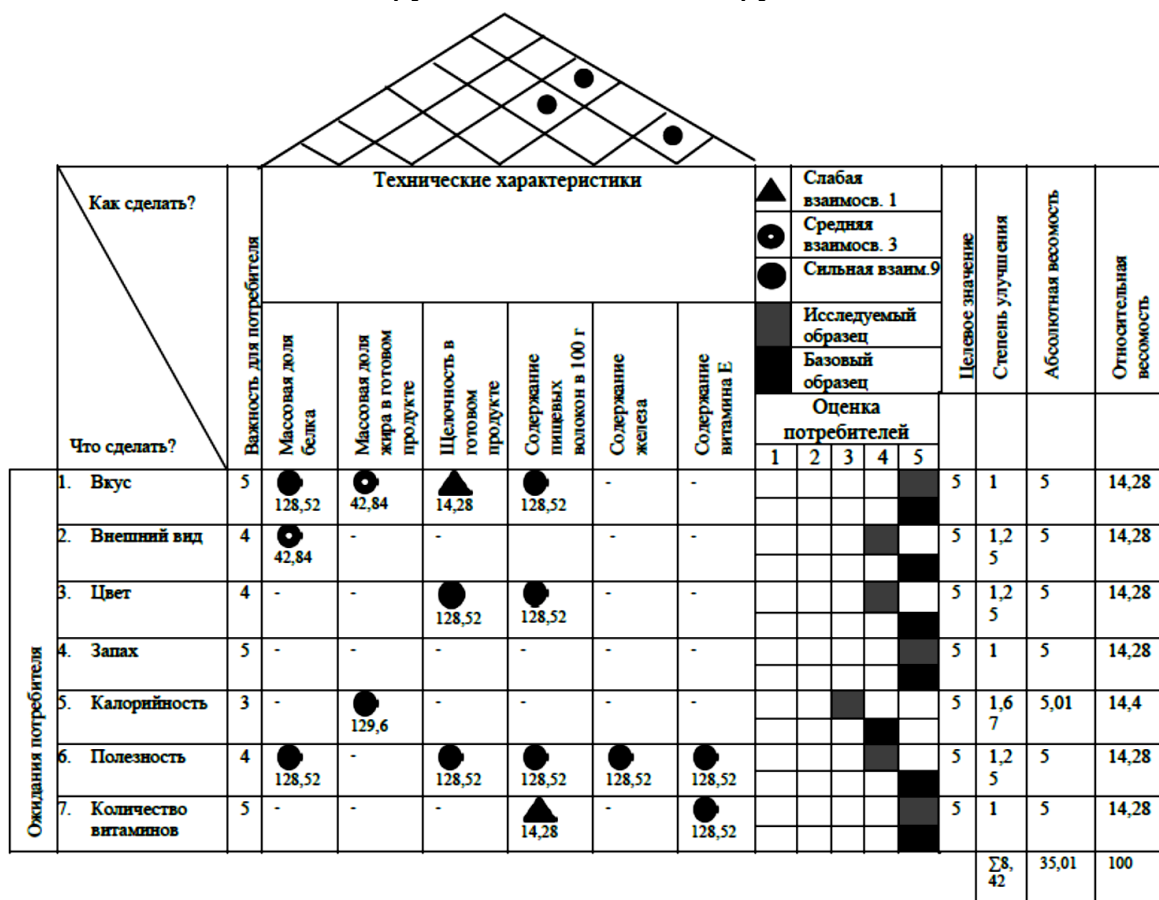 Технические характеристики
Как сделать?
Что сделать?
Важность для потребителя
Массовая доля
белка
Массовая доля
жира в готовом
продукте
Щелочность в
готовом
продукте
Содержание
пищевых
волокон в 100 г
Содержание
железа
Содержание
витамина Е
Слабая
взаимосв. 1
Средняя
взаимосв. 3
Сильная взаим.9
Исследуемый
образец
Базовый
образец
Оценка
потребителей
1 2 3 4 5
Целевое значение
Степень улучшения
Абсолютная весомость
Относительная
весомость
Ожидания потребителя
1. Вкус 5 - - 5 1 5 14,28
128,52 42,84 14,28 128,52
2. Внешний вид 4 - - - - 5 1,2 5 14,28
42,84 5
3. Цвет 4 - - - - 5 1,2 5 14,28
128,52 128,52 5
4. Запах 5 - - - - - - 5 1 5 14,28
5. Калорийность 3 - - - - - 5 1,6 5,01 14,4
129,6 7
6. Полезность 4 - 5 1,2 5 14,28
128,52 128,52 128,52 128,52 128,52 5
7. Количество 5 - - - - 5 1 5 14,28
витаминов 14,28 128,52
∑8, 35,01 100
42